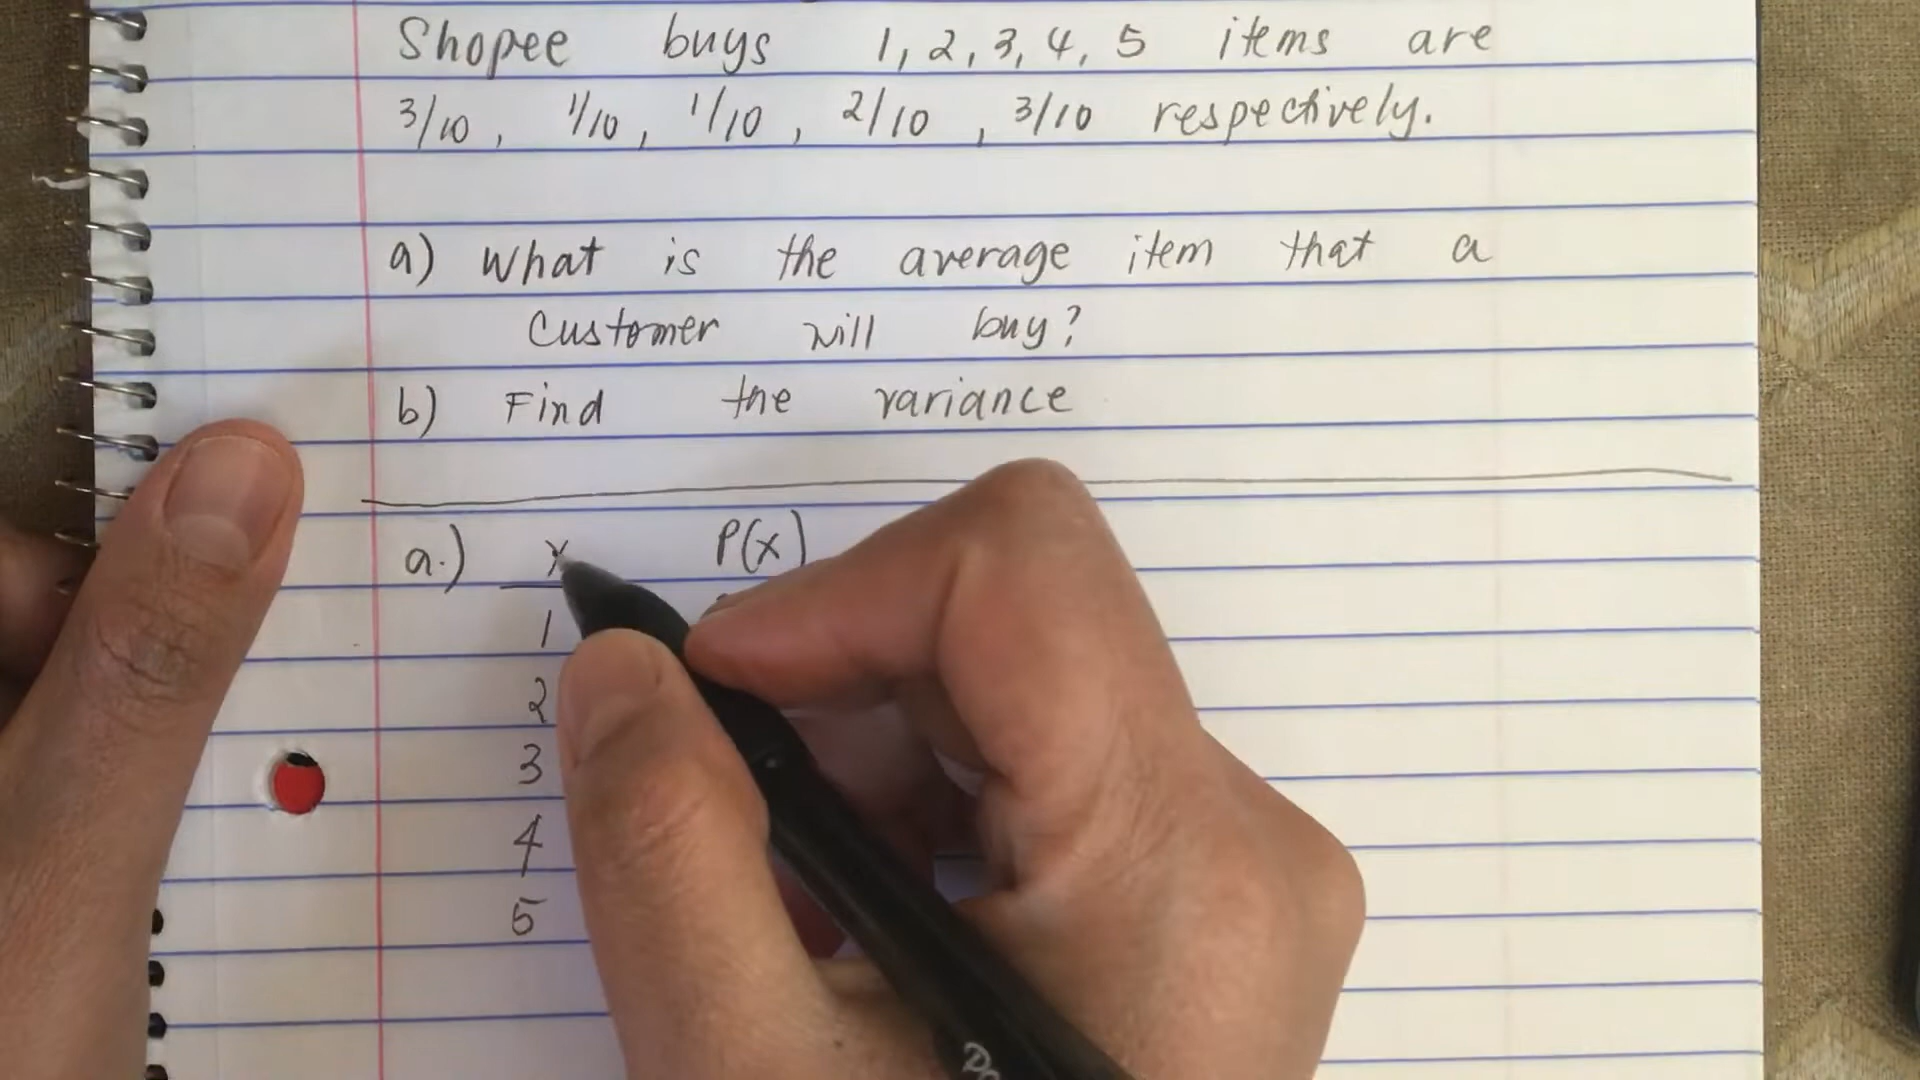 Shopee buys 1, 2, 3, 4, 5 items are
3/10, 1/10, 1/10, 2/10, 3/10 respectively.
a) What is the average item that a
customer will buy?
b) Find the variance
a.) x P(x)
1
2
3
4
5